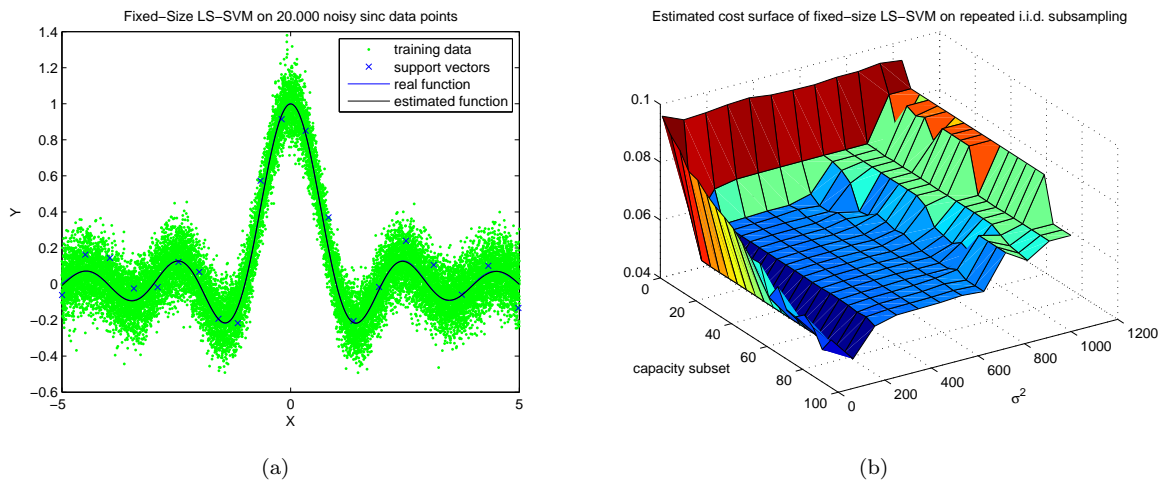 Fixed−Size LS−SVM on 20.000 noisy sinc data points
1.4
1.2
1
0.8
0.6
0.4
0.2
0
−0.2
−0.4
−0.6
Y
training data
support vectors
real function
estimated function
−5
0
5
X
(a)
Estimated cost surface of fixed−size LS−SVM on repeated i.i.d. subsampling
0.1
0.08
0.06
0.04
0
20
40
60
80
100
capacity subset
0
200
400
600
800
1000
1200
σ²
(b)